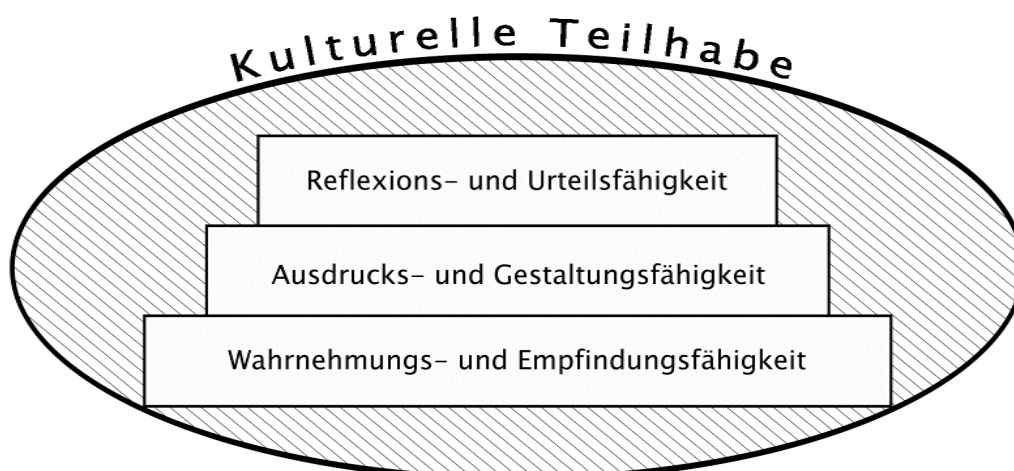 Kulturelle Teilhabe
Reflexions- und Urteilsfähigkeit
Ausdrucks- und Gestaltungsfähigkeit
Wahrnehmungs- und Empfindungsfähigkeit